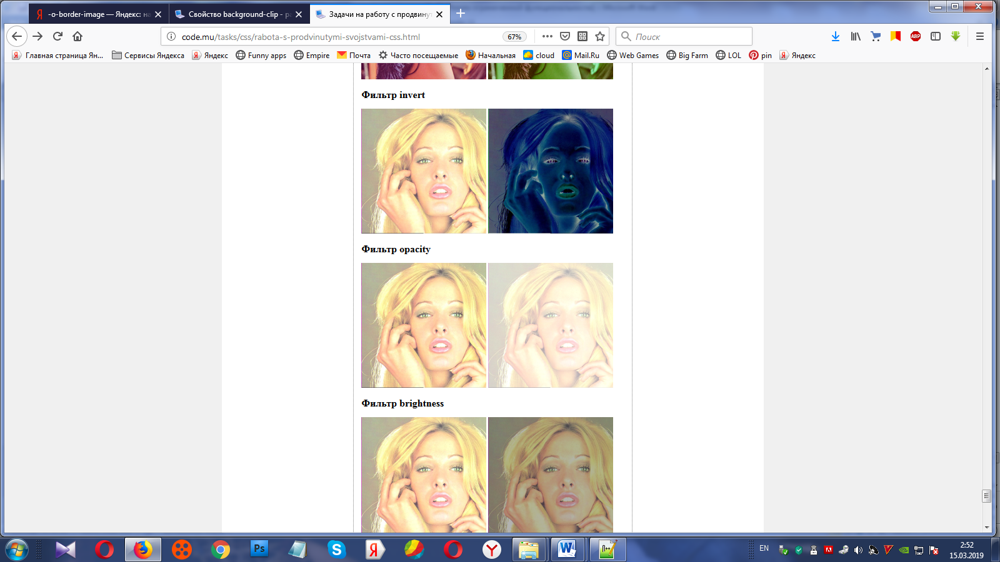 -o-border-image — Яндекс: на
Свойство background-clip - ра
Задачи на работу с продвинут
code.mu/tasks/css/rabota-s-prodvinutymi-svojstvami-css.html
67%
Поиск
Главная страница Ян...
Сервисы Яндекса
Яндекс
Funny apps
Empire
Почта
Часто посещаемые
Начальная
cloud
Mail.Ru
Web Games
Big Farm
LOL
pin
Яндекс
Фильтр invert
Фильтр opacity
Фильтр brightness
EN
2:52
15.03.2019